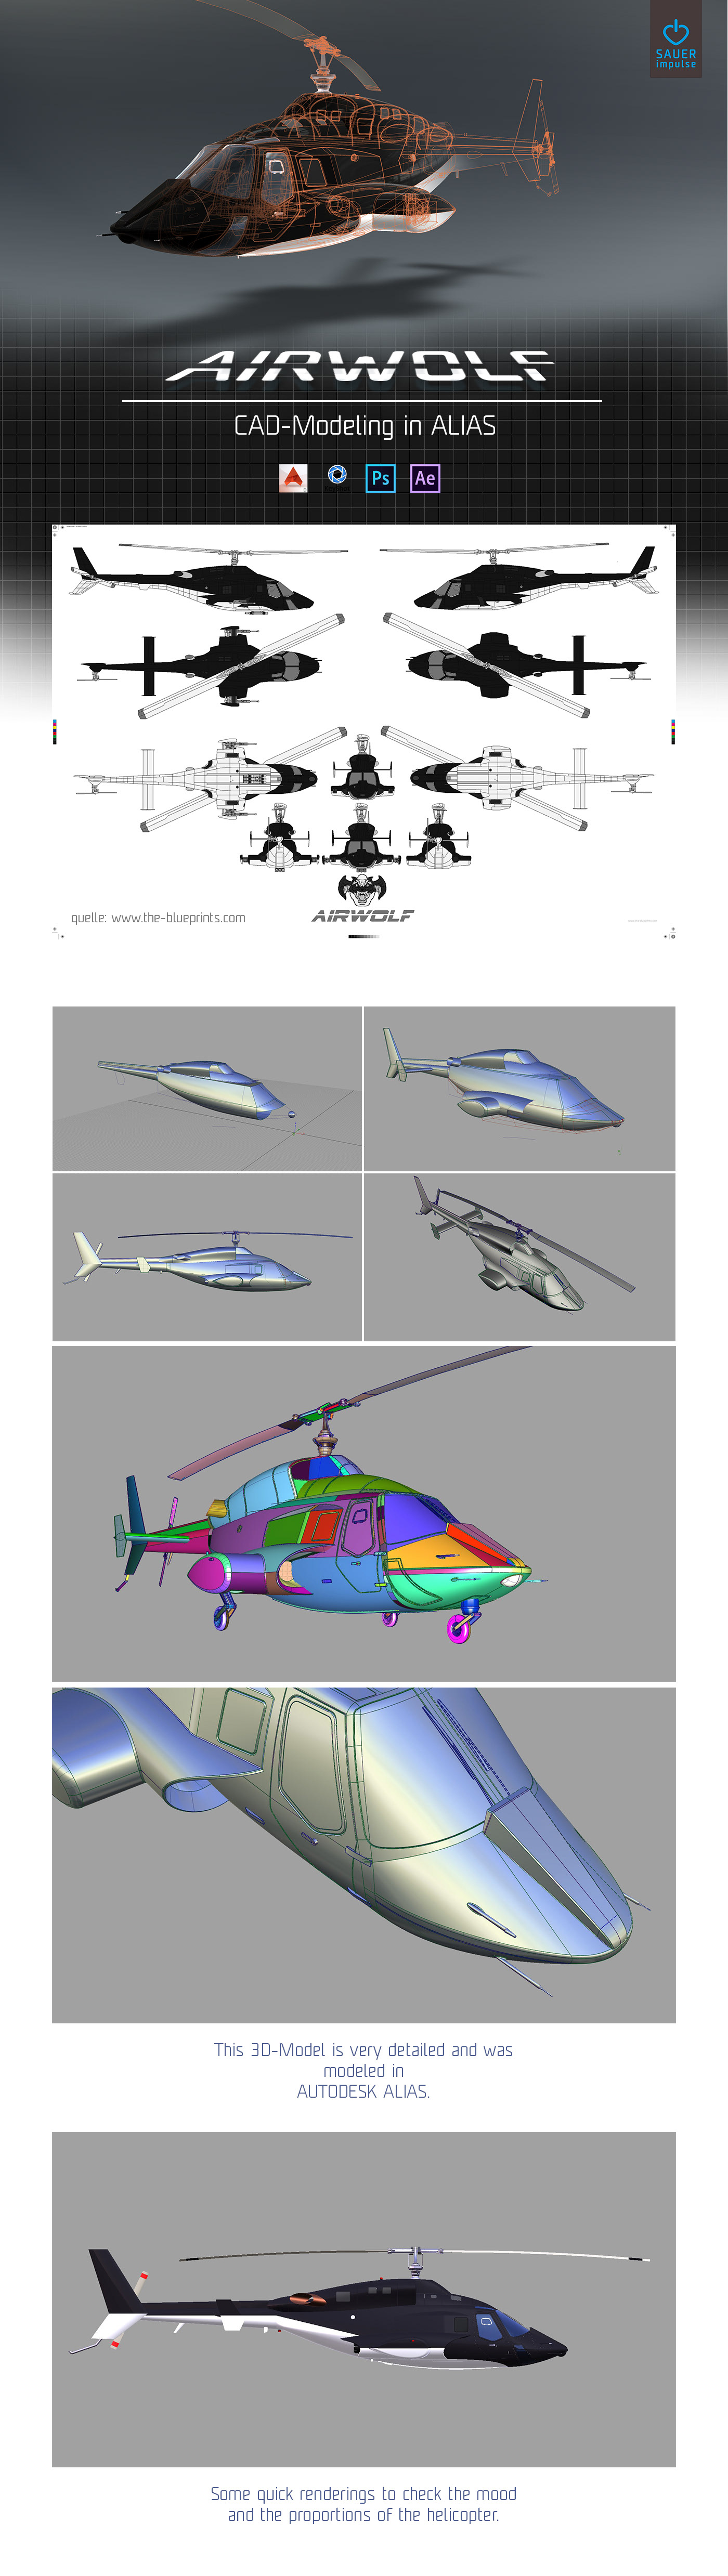 SAUER
impulse
AIRWOLF
CAD-Modeling in ALIAS
Ps
Ae
quelle: www.the-blueprints.com
AIRWOLF
This 3D-Model is very detailed and was
modeled in
AUTODESK ALIAS.
Some quick renderings to check the mood
and the proportions of the helicopter.